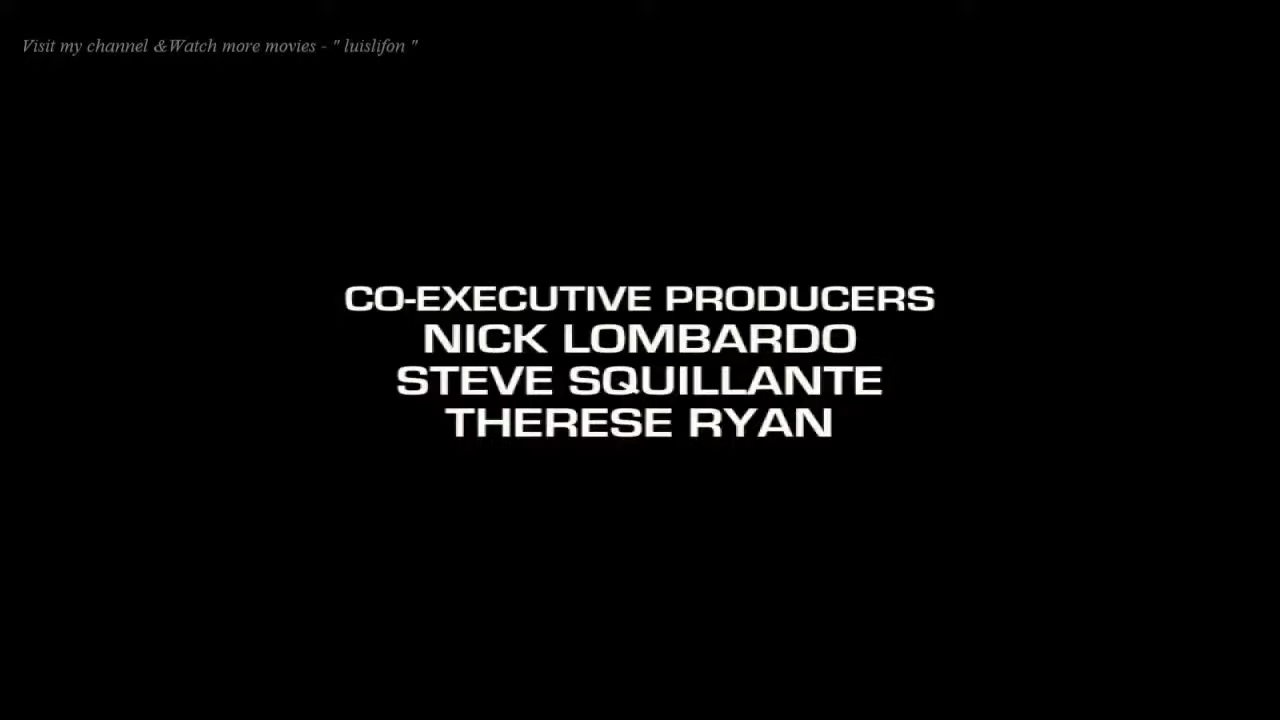 Visit my channel &Watch more movies - " luislifon "
CO-EXECUTIVE PRODUCERS
NICK LOMBARDO
STEVE SQUILLANTE
THERESE RYAN